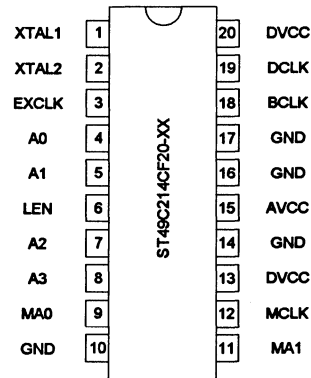 XTAL1 1 20 DVCC
XTAL2 2 19 DCLK
EXCLK 3 18 BCLK
A0 4 17 GND
A1 5 16 GND
LEN 6 15 AVCC
A2 7 14 GND
A3 8 13 DVCC
MA0 9 12 MCLK
GND 10 11 MA1
ST49C214CF20-XX